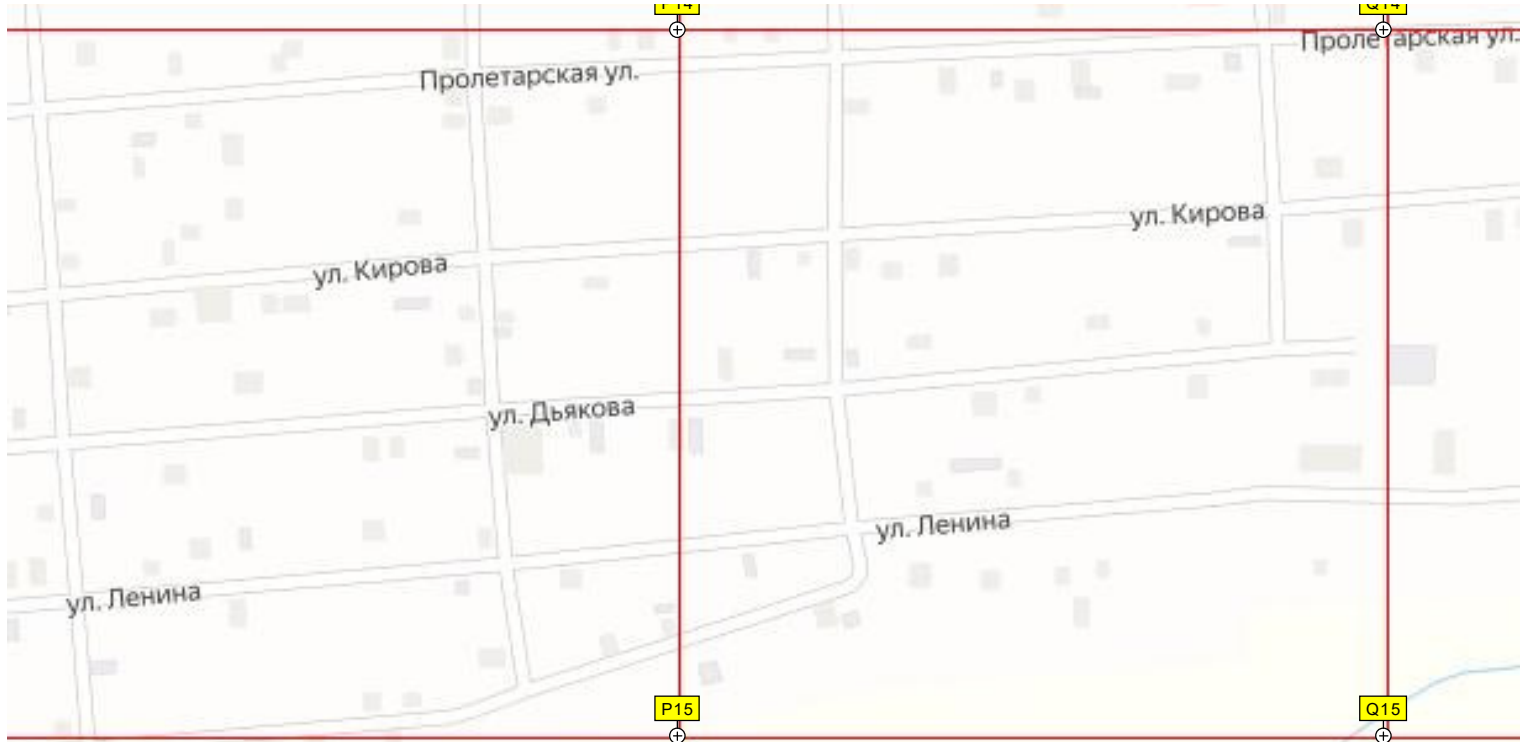 P14
Q14
Пролетарская ул.
Пролетарская ул.
ул. Кирова
ул. Кирова
ул. Дьякова
ул. Ленина
ул. Ленина
P15
Q15